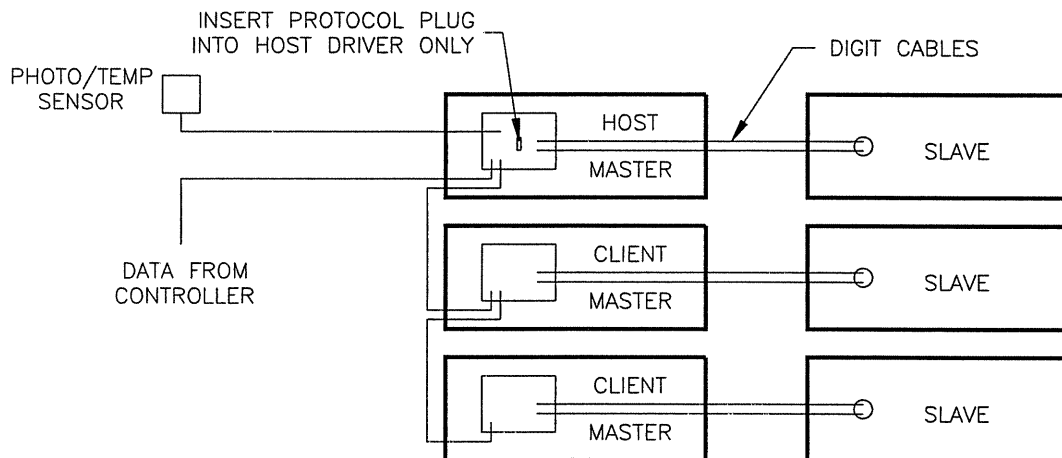 INSERT PROTOCOL PLUG
INTO HOST DRIVER ONLY
DIGIT CABLES
PHOTO/TEMP
SENSOR
HOST
MASTER
SLAVE
DATA FROM
CONTROLLER
CLIENT
MASTER
SLAVE
CLIENT
MASTER
SLAVE